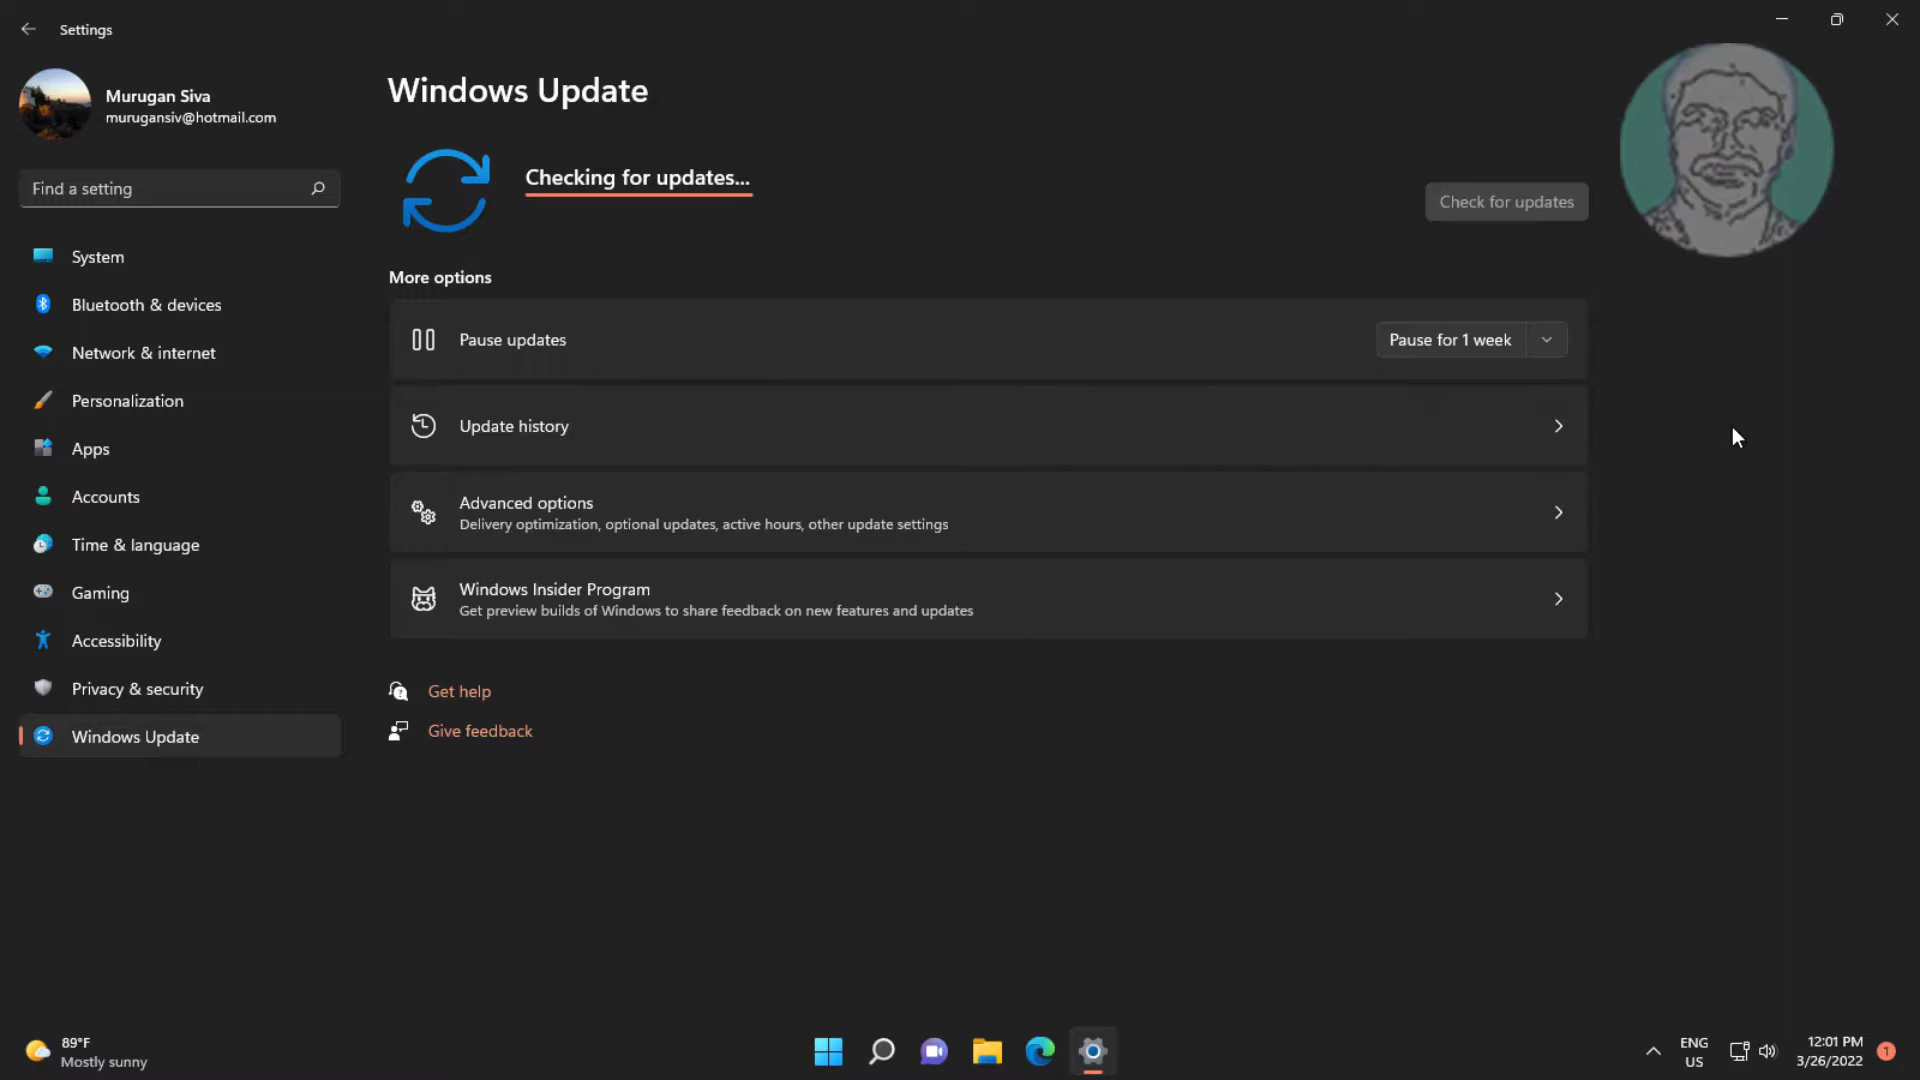 Settings
Murugan Siva
murugansiv@hotmail.com
Find a setting
System
Bluetooth & devices
Network & internet
Personalization
Apps
Accounts
Time & language
Gaming
Accessibility
Privacy & security
Windows Update
Windows Update
Checking for updates...
Check for updates
More options
Pause updates
Pause for 1 week
Update history
Advanced options
Delivery optimization, optional updates, active hours, other update settings
Windows Insider Program
Get preview builds of Windows to share feedback on new features and updates
Get help
Give feedback
89°F
Mostly sunny
ENG
US
12:01 PM
3/26/2022
1